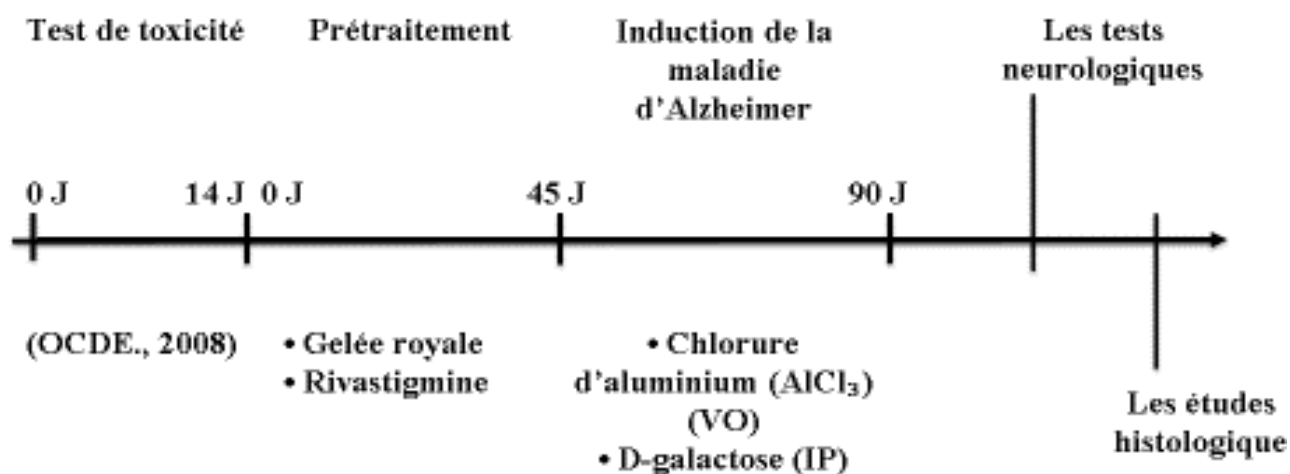 Test de toxicité
Prétraitement
Induction de la
maladie
d’Alzheimer
Les tests
neurologiques
0 J
14 J
0 J
45 J
90 J
(OCDE., 2008)
• Gelée royale
• Rivastigmine
• Chlorure
d’aluminium (AlCl₃)
(VO)
• D-galactose (IP)
Les études
histologique